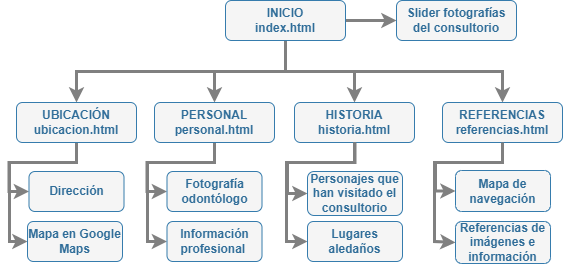 INICIO
index.html
Slider fotografías
del consultorio
UBICACIÓN
ubicacion.html
PERSONAL
personal.html
HISTORIA
historia.html
REFERENCIAS
referencias.html
Dirección
Fotografía
odontólogo
Personajes que
han visitado el
consultorio
Mapa de
navegación
Mapa en Google
Maps
Información
profesional
Lugares
aledaños
Referencias de
imágenes e
información